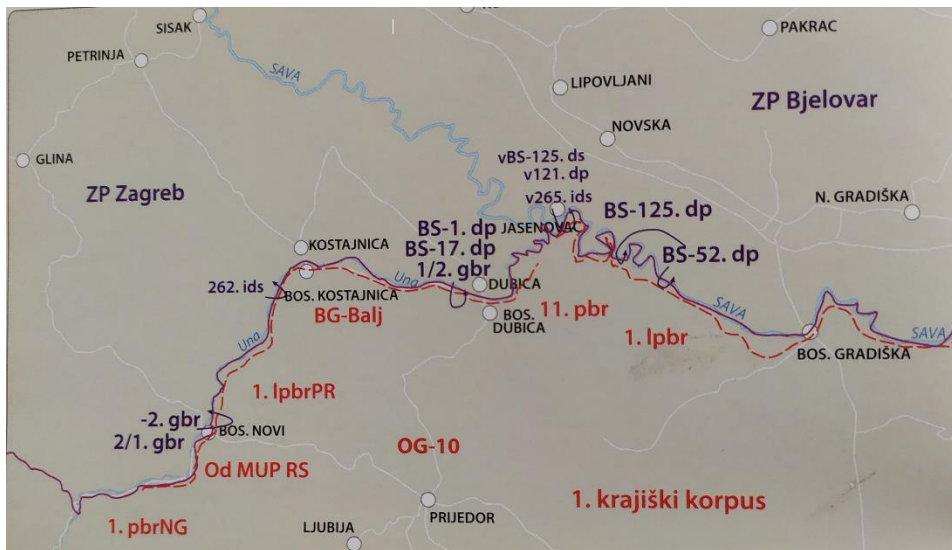 SISAK
PAKRAC
PETRINJA
SAVA
LIPOVLJANI
ZP Bjelovar
NOVSKA
GLINA
vBS-125. ds
v121. dp
v265. ids
ZP Zagreb
N. GRADIŠKA
BS-1. dp
JASENOVAC
BS-125. dp
BS-17. dp
1/2. gbr
KOSTAJNICA
BS-52. dp
Una
262. ids
BOS. KOSTAJNICA
DUBICA
BG-Balj
BOS.
DUBICA
11. pbr
SAVA
SAVA
1. lpbr
BOS. GRADIŠKA
Una
1. lpbrPR
-2. gbr
2/1. gbr
BOS. NOVI
OG-10
Od MUP RS
1. krajiški korpus
PRIJEDOR
1. pbrNG
LJUBIJA